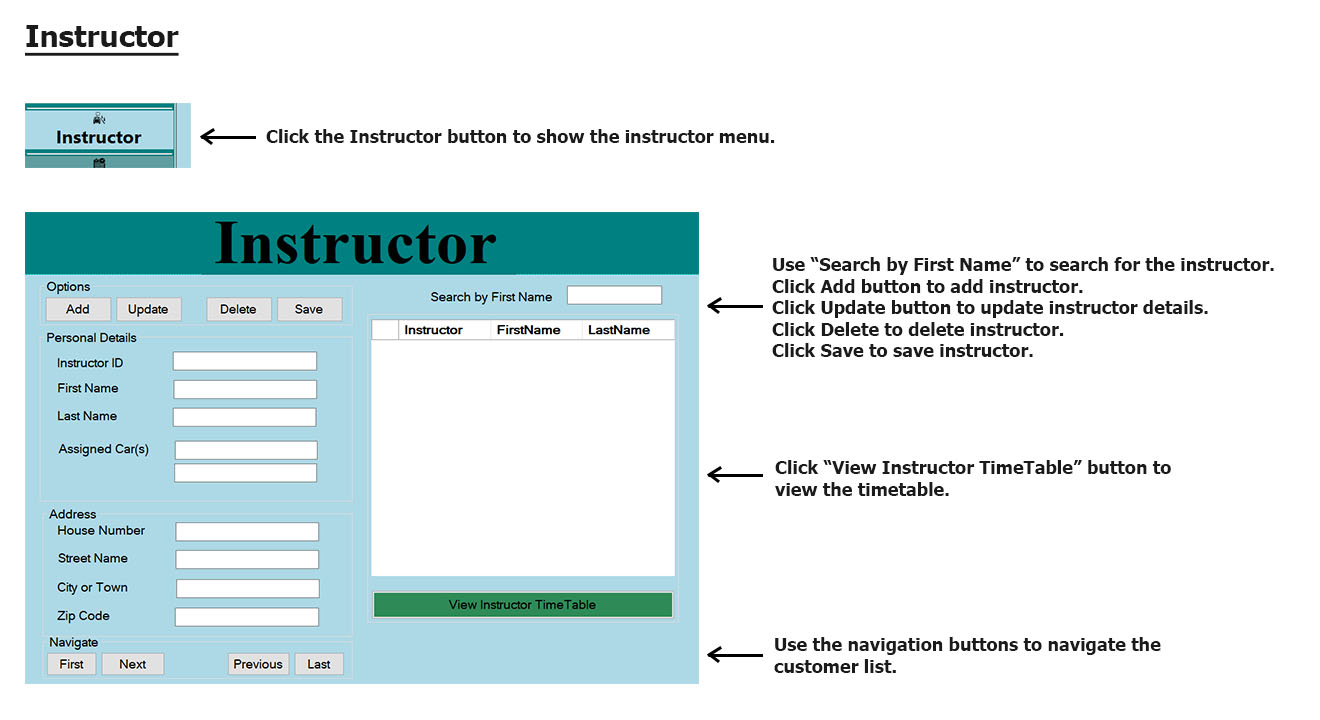 Instructor
Instructor
Click the Instructor button to show the instructor menu.
Instructor
Options
Add Update Delete Save
Search by First Name
Personal Details
Instructor ID
First Name
Last Name
Assigned Car(s)
Address
House Number
Street Name
City or Town
Zip Code
Navigate
First Next Previous Last
Instructor FirstName LastName
View Instructor TimeTable
Use “Search by First Name” to search for the instructor.
Click Add button to add instructor.
Click Update button to update instructor details.
Click Delete to delete instructor.
Click Save to save instructor.
Click “View Instructor TimeTable” button to
view the timetable.
Use the navigation buttons to navigate the
customer list.